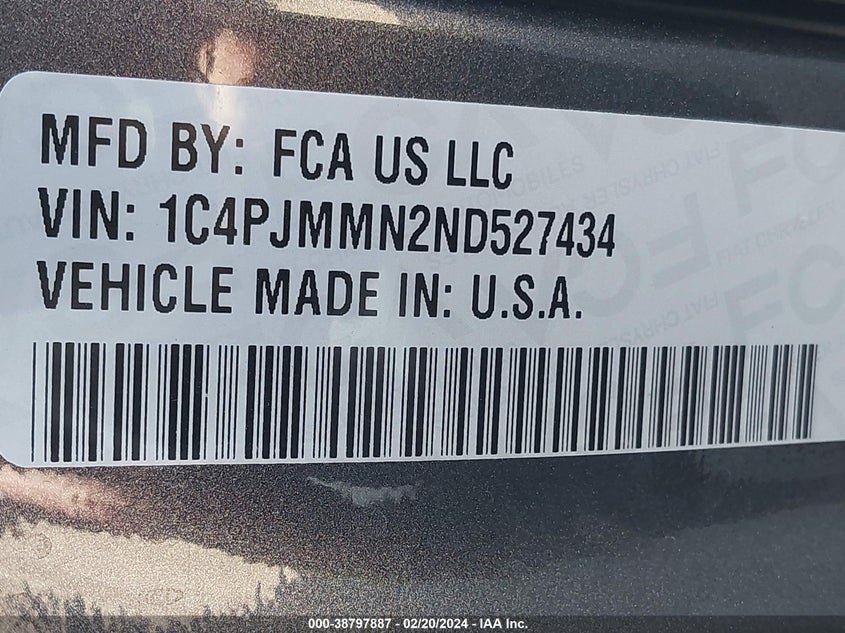 MFD BY: FCA US LLC
VIN: 1C4PJMMN2ND527434
VEHICLE MADE IN: U.S.A.
000-38797887 - 02/20/2024 - IAA Inc.